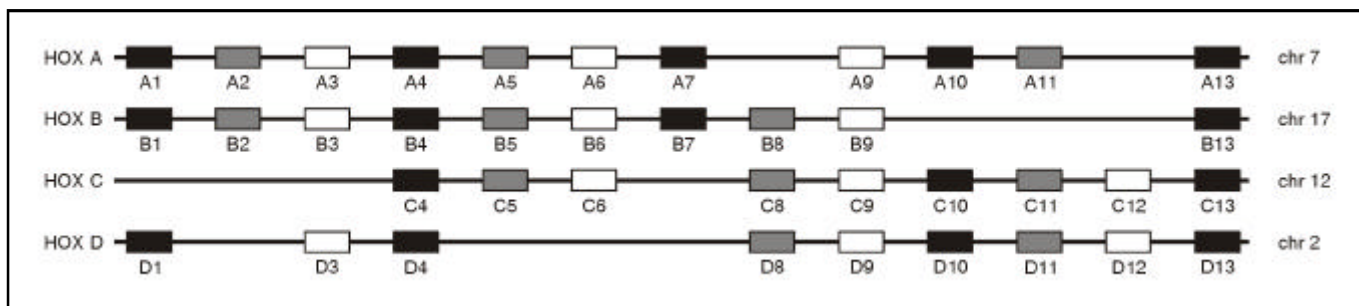 HOX A chr 7
A1 A2 A3 A4 A5 A6 A7 A9 A10 A11 A13
HOX B chr 17
B1 B2 B3 B4 B5 B6 B7 B8 B9 B13
HOX C chr 12
C4 C5 C6 C8 C9 C10 C11 C12 C13
HOX D chr 2
D1 D3 D4 D8 D9 D10 D11 D12 D13